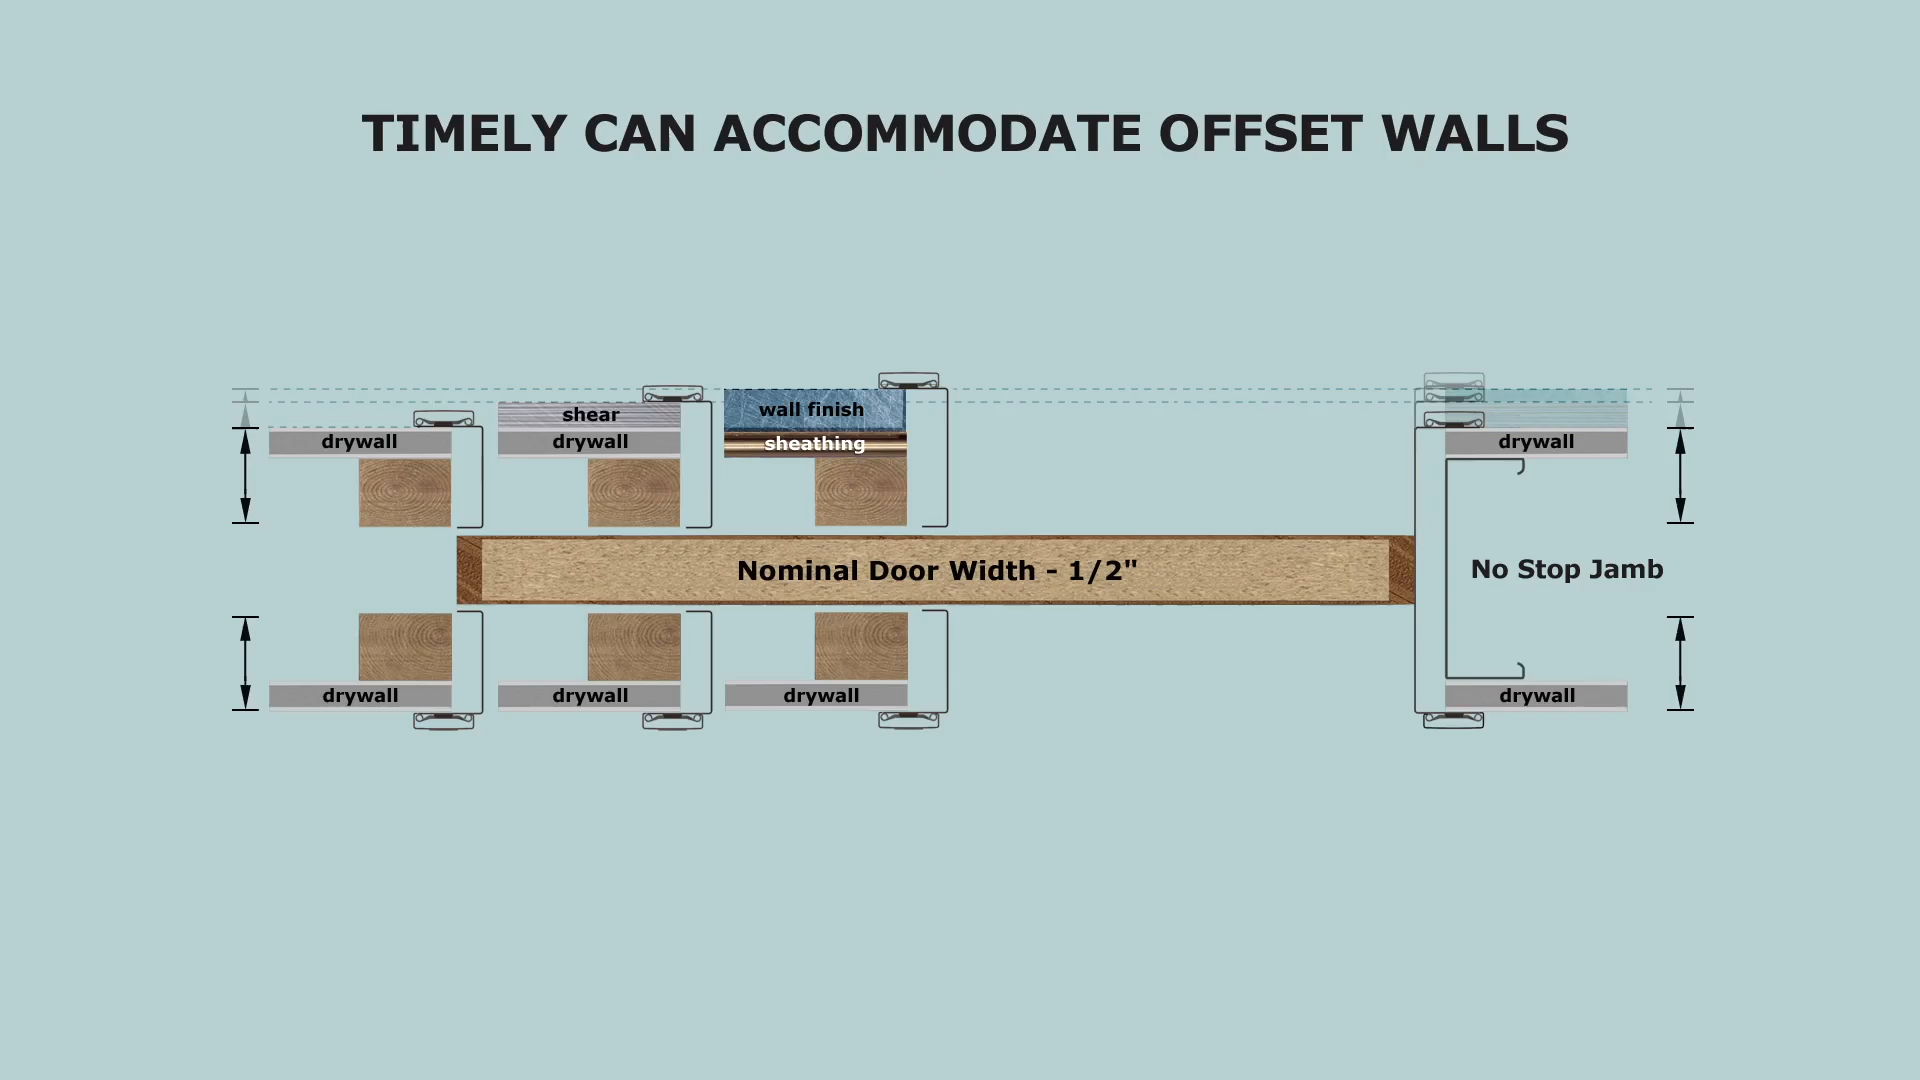 TIMELY CAN ACCOMMODATE OFFSET WALLS
wall finish
shear
drywall
drywall
sheathing
drywall
Nominal Door Width - 1/2"
No Stop Jamb
drywall
drywall
drywall
drywall